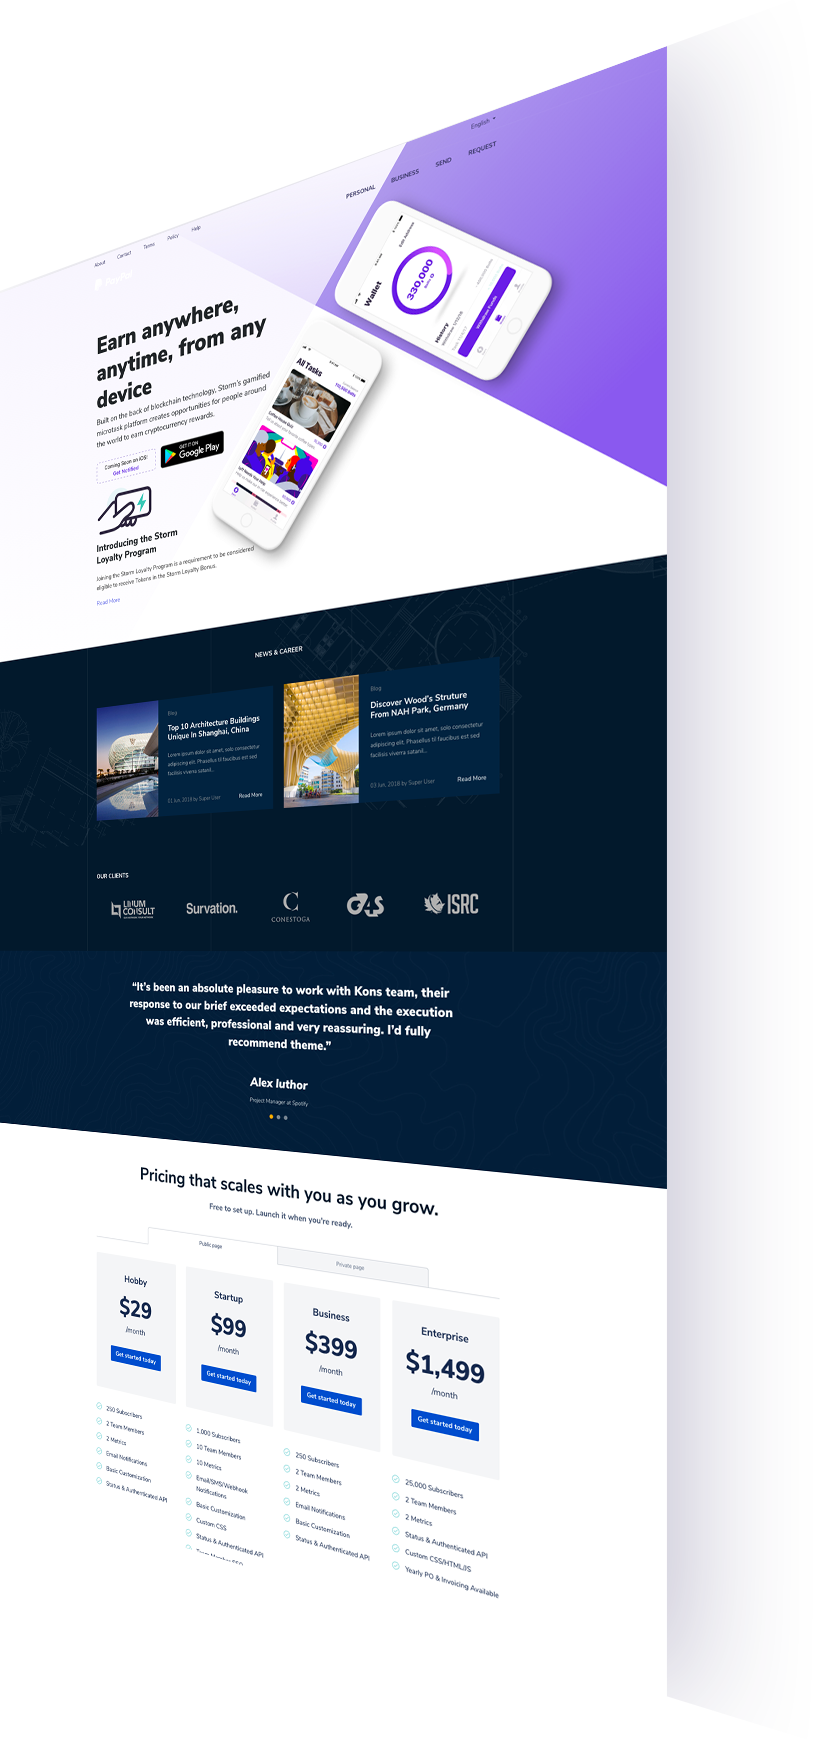 English
PERSONAL
BUSINESS
SEND
REQUEST
About
Contact
Terms
Policy
Help
Earn anywhere,
anytime, from any
device
Built on the back of blockchain technology, Storm's gamified
microtask platform creates opportunities for people around
the world to earn cryptocurrency rewards.
Coming Soon on iOS:
Get Notified
GET IT ON
Google Play
Wallet
Edit Address
330,000
History
Withdraw Funds
All Tasks
Introducing the Storm
Loyalty Program
Joining the Storm Loyalty Program is a requirement to be considered
eligible to receive Tokens in the Storm Loyalty Bonus.
Read More
NEWS & CAREER
Blog
Top 10 Architecture Buildings
Unique In Shanghai, China
Lorem ipsum dolor sit amet, solo consectetur
adipiscing elit. Phasellus til faucibus est sed
facilisis viverra satanil...
01 Jun, 2018 by Super User
Read More
Blog
Discover Wood's Struture
From NAH Park, Germany
Lorem ipsum dolor sit amet, solo consectetur
adipiscing elit. Phasellus til faucibus est sed
facilisis viverra satanil...
03 Jun, 2018 by Super User
Read More
OUR CLIENTS
LINUM
CONSULT
Survation.
C
CONESTOGA
G4S
ISRC
“It's been an absolute pleasure to work with Kons team, their
response to our brief exceeded expectations and the execution
was efficient, professional and very reassuring. I'd fully
recommend theme.”
Alex luthor
Project Manager at Spotify
Pricing that scales with you as you grow.
Free to set up. Launch it when you're ready.
Public page
Private page
Hobby
$29
/month
Get started today
250 Subscribers
2 Team Members
2 Metrics
Email Notifications
Basic Customization
Status & Authenticated API
Startup
$99
/month
Get started today
1,000 Subscribers
10 Team Members
10 Metrics
Email/SMS/Webhook
Notifications
Basic Customization
Custom CSS
Status & Authenticated API
Business
$399
/month
Get started today
250 Subscribers
2 Team Members
2 Metrics
Email Notifications
Basic Customization
Status & Authenticated API
Enterprise
$1,499
/month
Get started today
25,000 Subscribers
2 Team Members
2 Metrics
Status & Authenticated API
Custom CSS/HTML/JS
Yearly PO & Invoicing Available